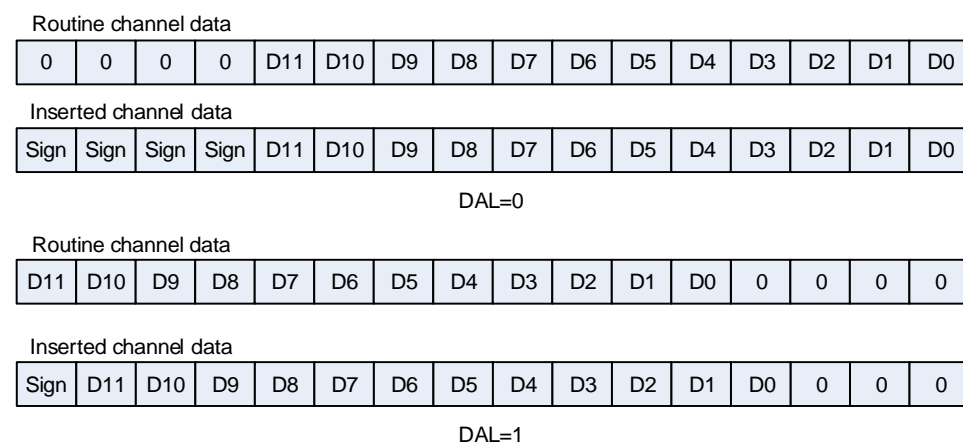 Routine channel data
0 0 0 0 D11 D10 D9 D8 D7 D6 D5 D4 D3 D2 D1 D0
Inserted channel data
Sign Sign Sign Sign D11 D10 D9 D8 D7 D6 D5 D4 D3 D2 D1 D0
DAL=0
Routine channel data
D11 D10 D9 D8 D7 D6 D5 D4 D3 D2 D1 D0 0 0 0 0
Inserted channel data
Sign D11 D10 D9 D8 D7 D6 D5 D4 D3 D2 D1 D0 0 0 0
DAL=1